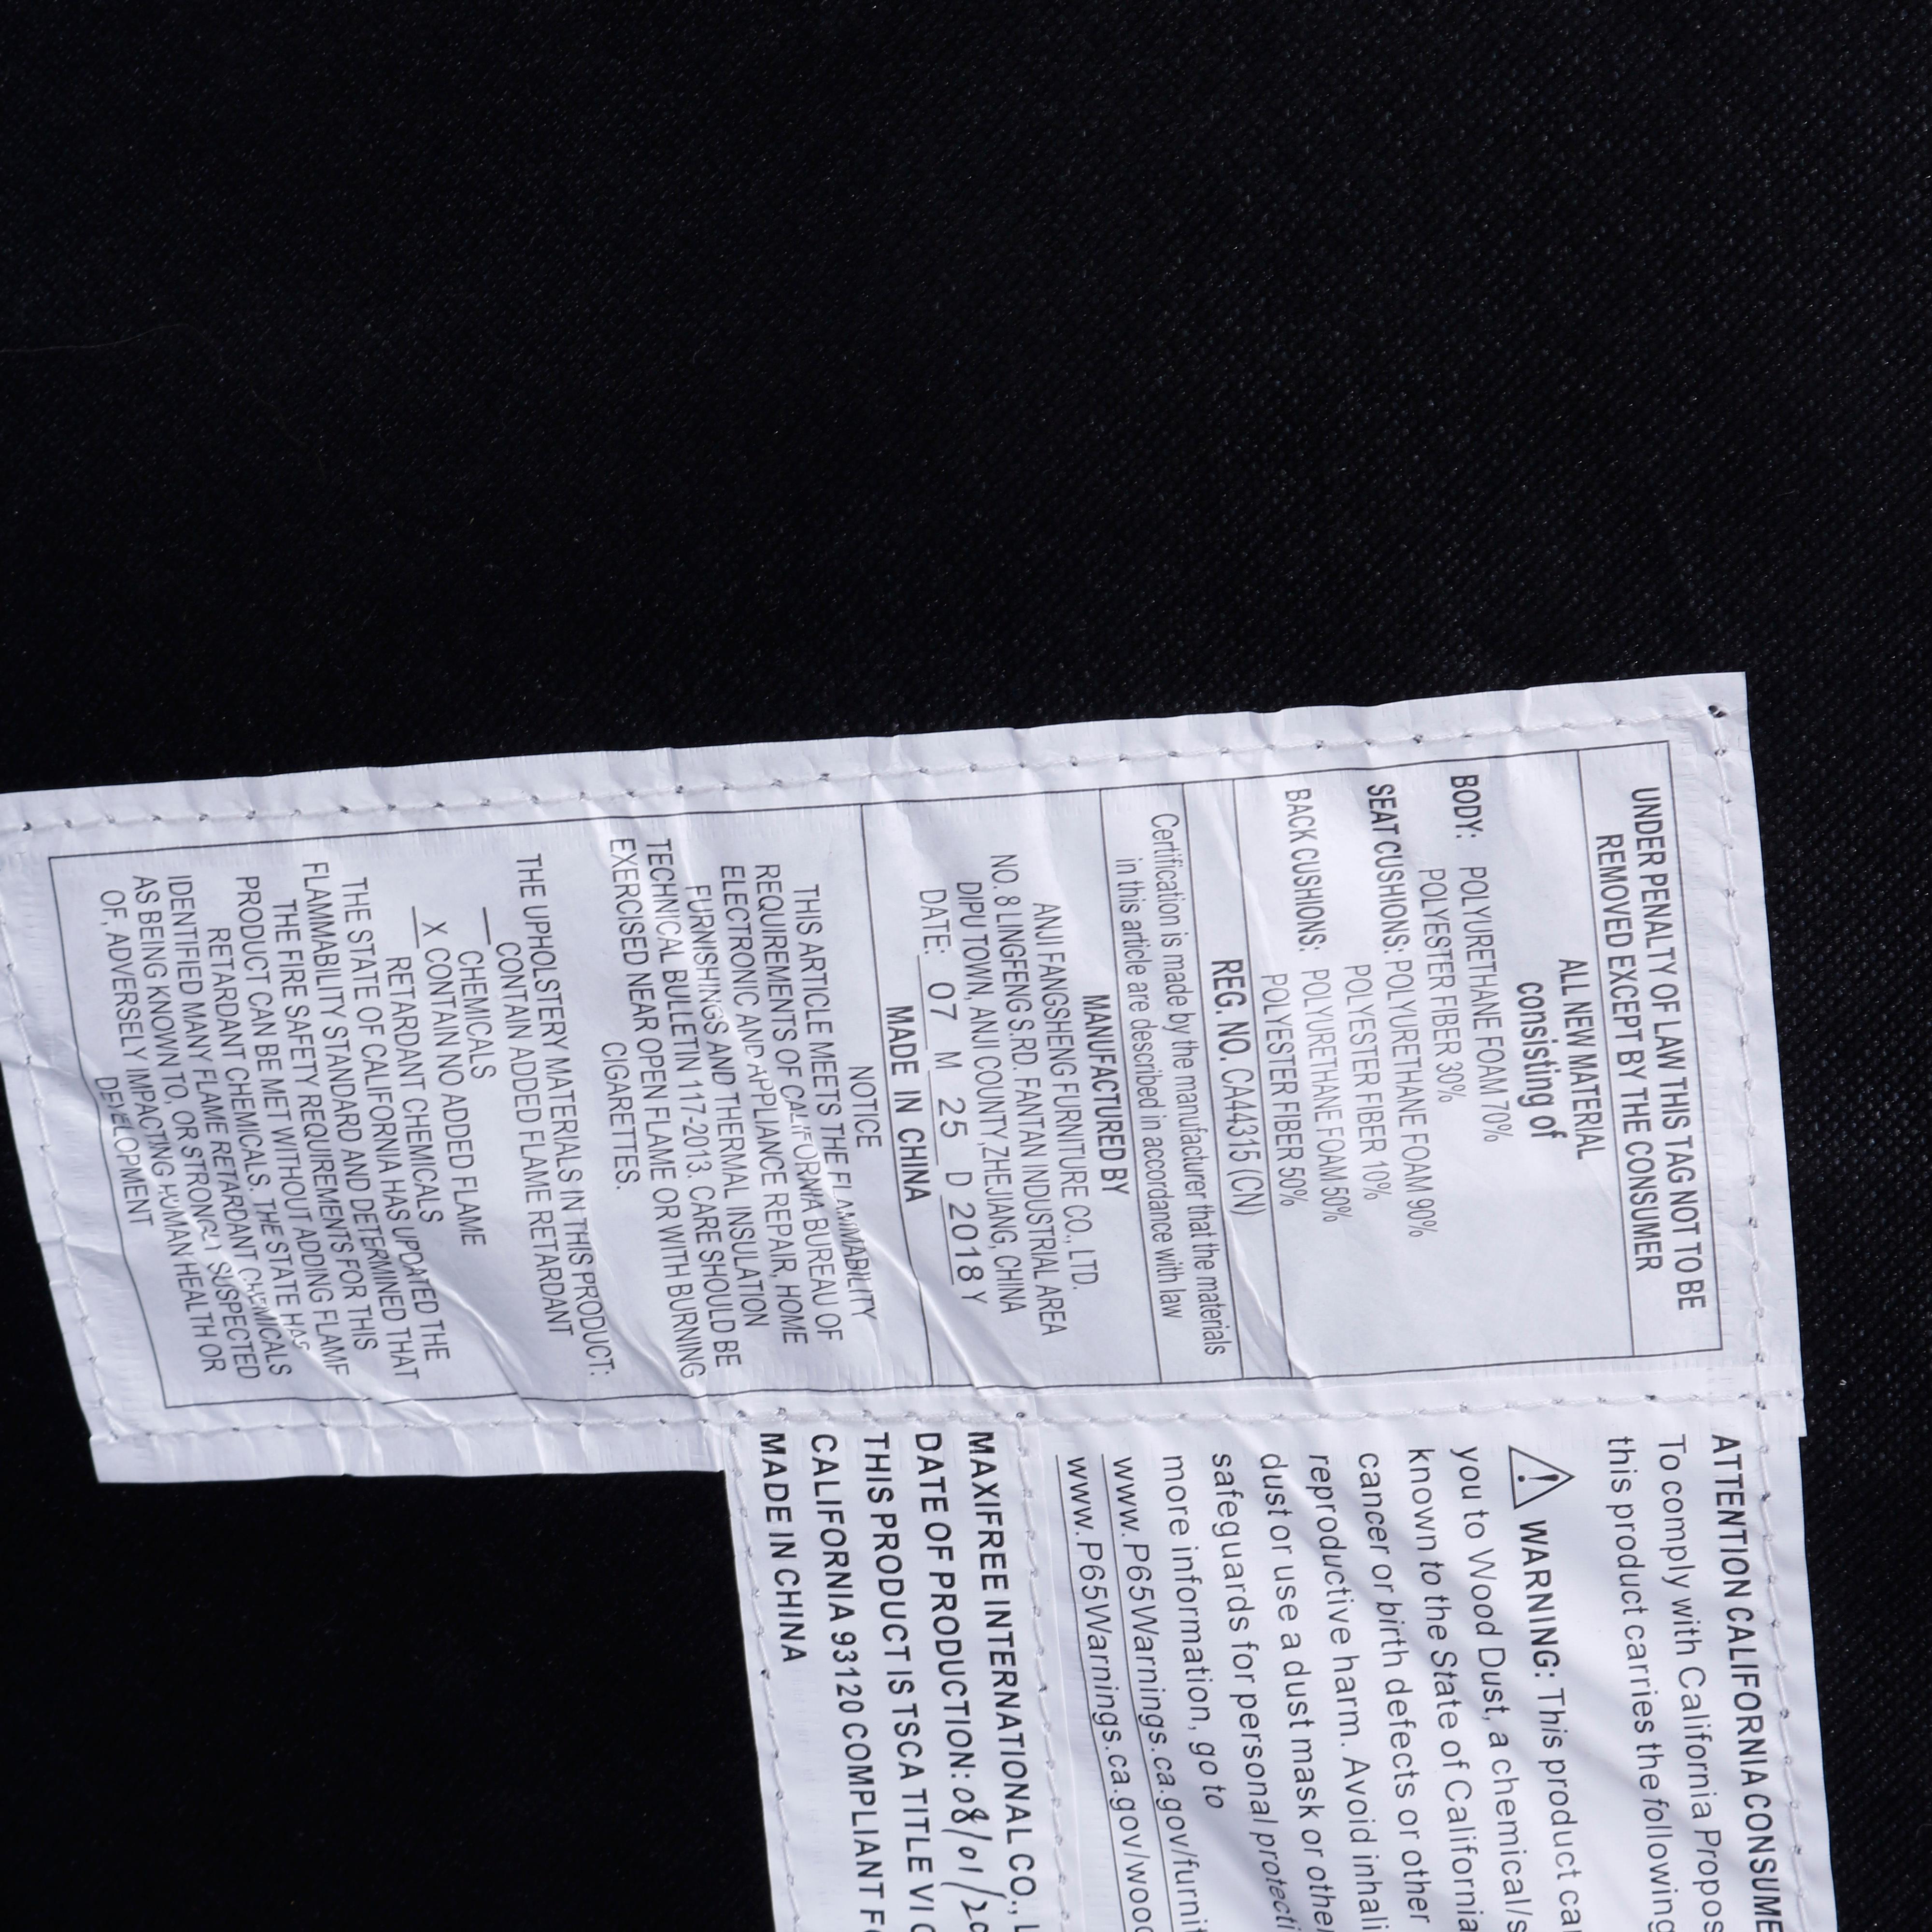 UNDER PENALTY OF LAW THIS TAG NOT TO BE
REMOVED EXCEPT BY THE CONSUMER
ALL NEW MATERIAL
consisting of
BODY: POLYURETHANE FOAM 70%
POLYESTER FIBER 30%
SEAT CUSHIONS: POLYURETHANE FOAM 90%
POLYESTER FIBER 10%
BACK CUSHIONS: POLYURETHANE FOAM 50%
POLYESTER FIBER 50%
REG. NO. CA44315 (CN)
Certification is made by the manufacturer that the materials
in this article are described in accordance with law
MANUFACTURED BY
ANJI FANGSHENG FURNITURE CO., LTD.
NO. 8 LINGFENG S.RD. FANTAN INDUSTRIAL AREA
DIPU TOWN, ANJI COUNTY, ZHEJIANG, CHINA
DATE: 07 M 25 D 2018 Y
MADE IN CHINA
NOTICE
THIS ARTICLE MEETS THE FLAMMABILITY
REQUIREMENTS OF CALIFORNIA BUREAU OF
ELECTRONIC AND APPLIANCE REPAIR, HOME
FURNISHINGS AND THERMAL INSULATION
TECHNICAL BULLETIN 117-2013. CARE SHOULD BE
EXERCISED NEAR OPEN FLAME OR WITH BURNING
CIGARETTES.
THE UPHOLSTERY MATERIALS IN THIS PRODUCT:
__CONTAIN ADDED FLAME RETARDANT
CHEMICALS
X CONTAIN NO ADDED FLAME
RETARDANT CHEMICALS
THE STATE OF CALIFORNIA HAS UPDATED THE
FLAMMABILITY STANDARD AND DETERMINED THAT
THE FIRE SAFETY REQUIREMENTS FOR THIS
PRODUCT CAN BE MET WITHOUT ADDING FLAME
RETARDANT CHEMICALS. THE STATE HAS
IDENTIFIED MANY FLAME RETARDANT CHEMICALS
AS BEING KNOWN TO, OR STRONGLY SUSPECTED
OF, ADVERSELY IMPACTING HUMAN HEALTH OR
DEVELOPMENT
ATTENTION CALIFORNIA CONSUME
To comply with California Propos
this product carries the following
WARNING: This product ca
you to Wood Dust, a chemical/s
known to the State of California
cancer or birth defects or other
reproductive harm. Avoid inhali
dust or use a dust mask or other
safeguards for personal protecti
more information, go to
www.P65Warnings.ca.gov/furnit
www.P65Warnings.ca.gov/wood
MAXIFREE INTERNATIONAL CO., L
DATE OF PRODUCTION: 08/01/20
THIS PRODUCT IS TSCA TITLE VI C
CALIFORNIA 93120 COMPLIANT FO
MADE IN CHINA